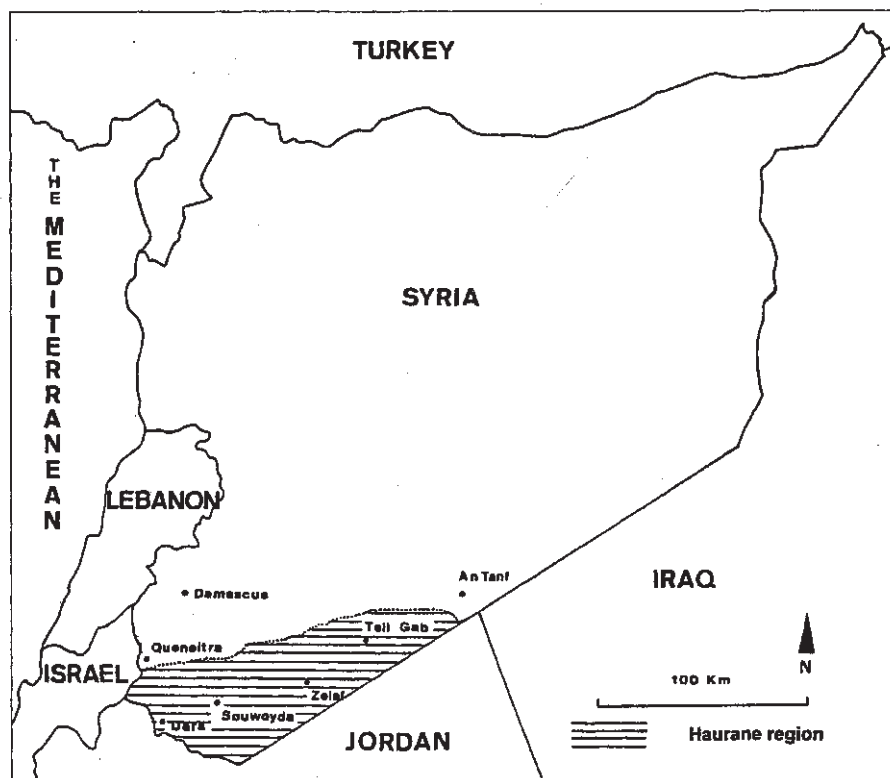 TURKEY
THE MEDITERRANEAN
SYRIA
LEBANON
Damascus
An Tanf
IRAQ
Tell Gab
Queneitra
ISRAEL
N
Zelaf
100 Km
Souweyda
Dara
JORDAN
Haurane region